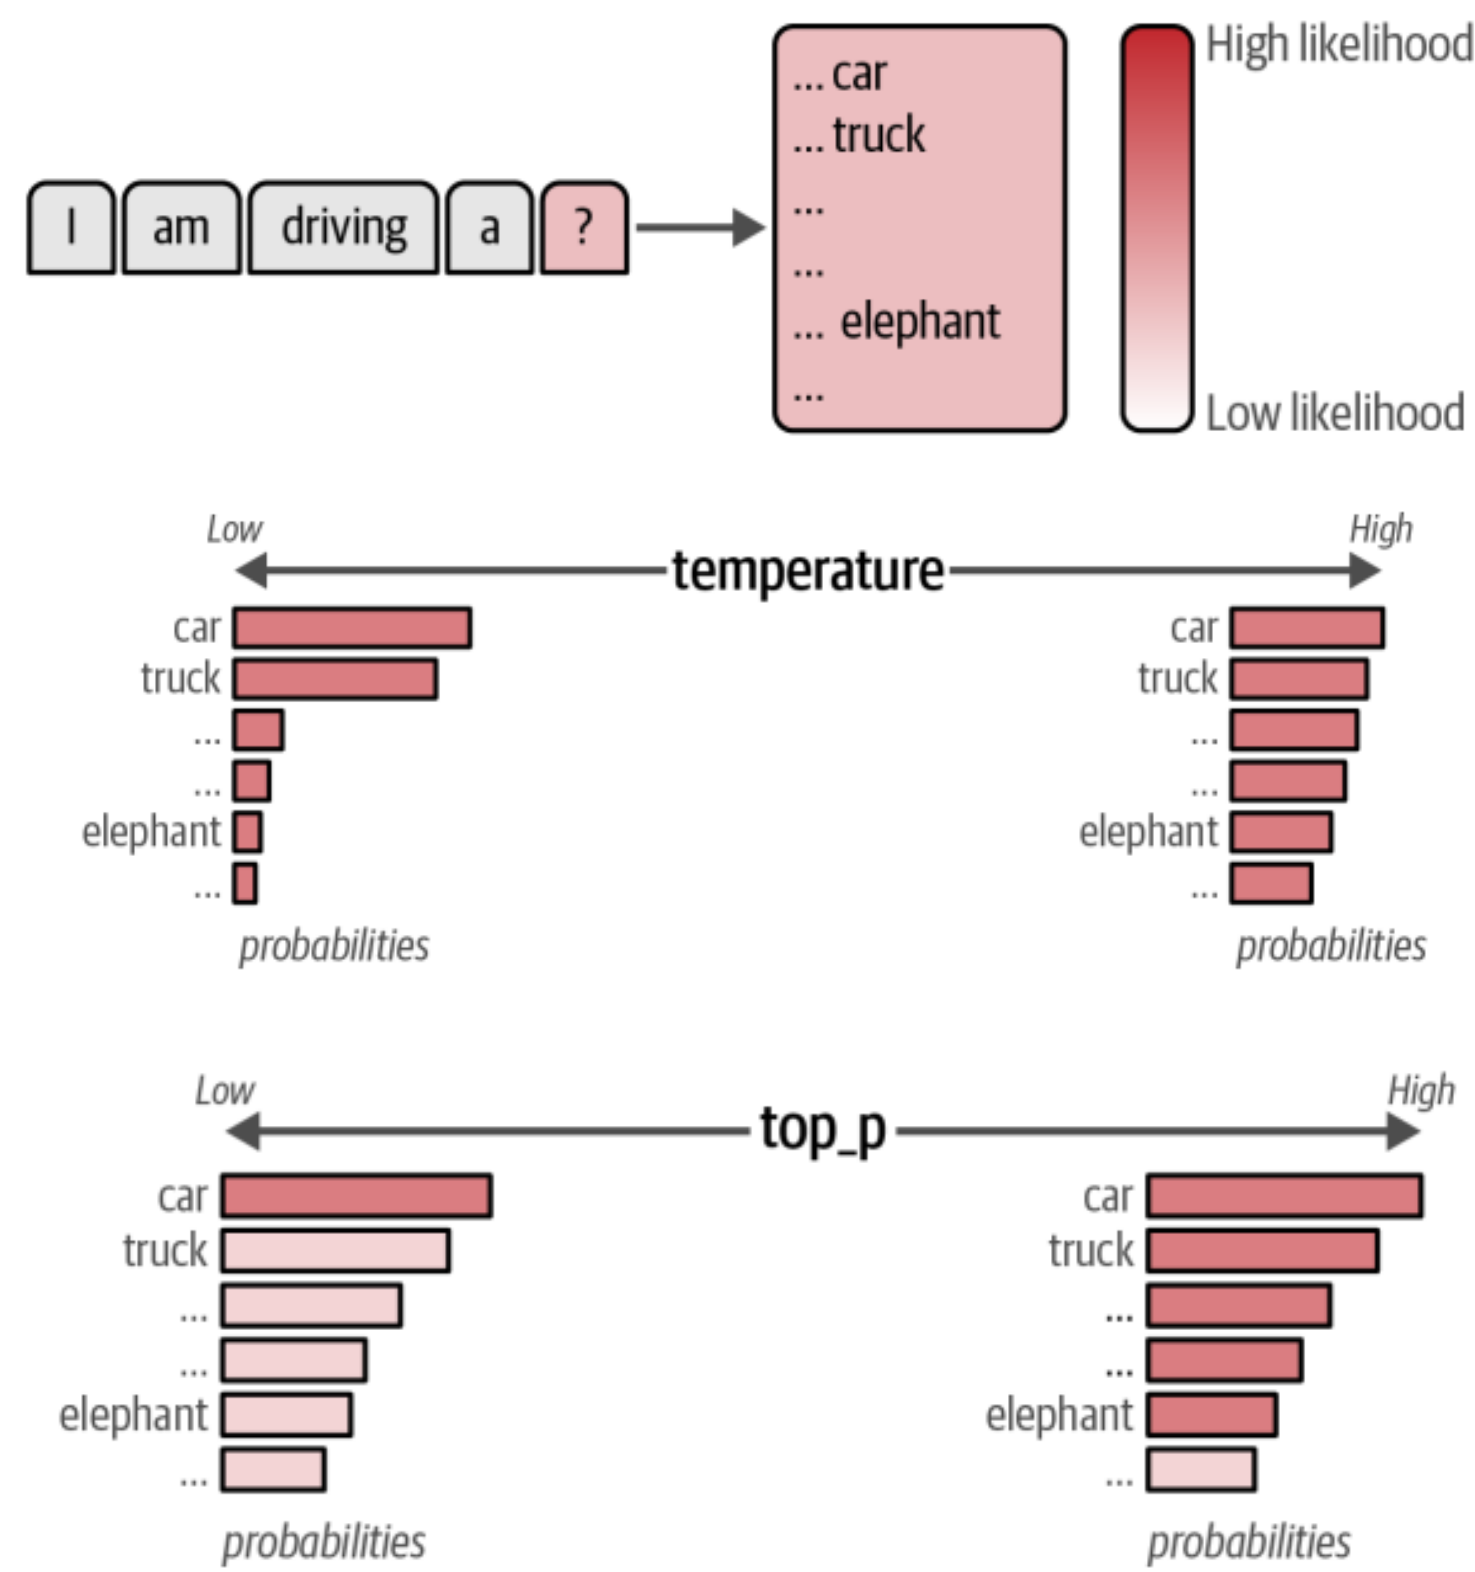 I am driving a ?
... car
... truck
...
...
... elephant
...
High likelihood
Low likelihood
Low temperature High
car
truck
...
...
elephant
...
probabilities
car
truck
...
...
elephant
...
probabilities
Low top_p High
car
truck
...
...
elephant
...
probabilities
car
truck
...
...
elephant
...
probabilities